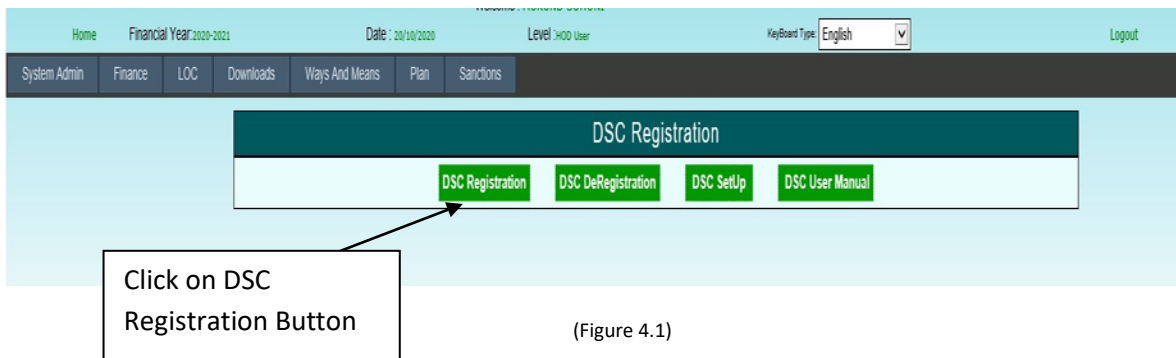 Home Financial Year:2020-2021 Date : 20/10/2020 Level :HOD User KeyBoard Type: English Logout
System Admin Finance LOC Downloads Ways And Means Plan Sanctions
DSC Registration
DSC Registration DSC DeRegistration DSC SetUp DSC User Manual
Click on DSC
Registration Button
(Figure 4.1)